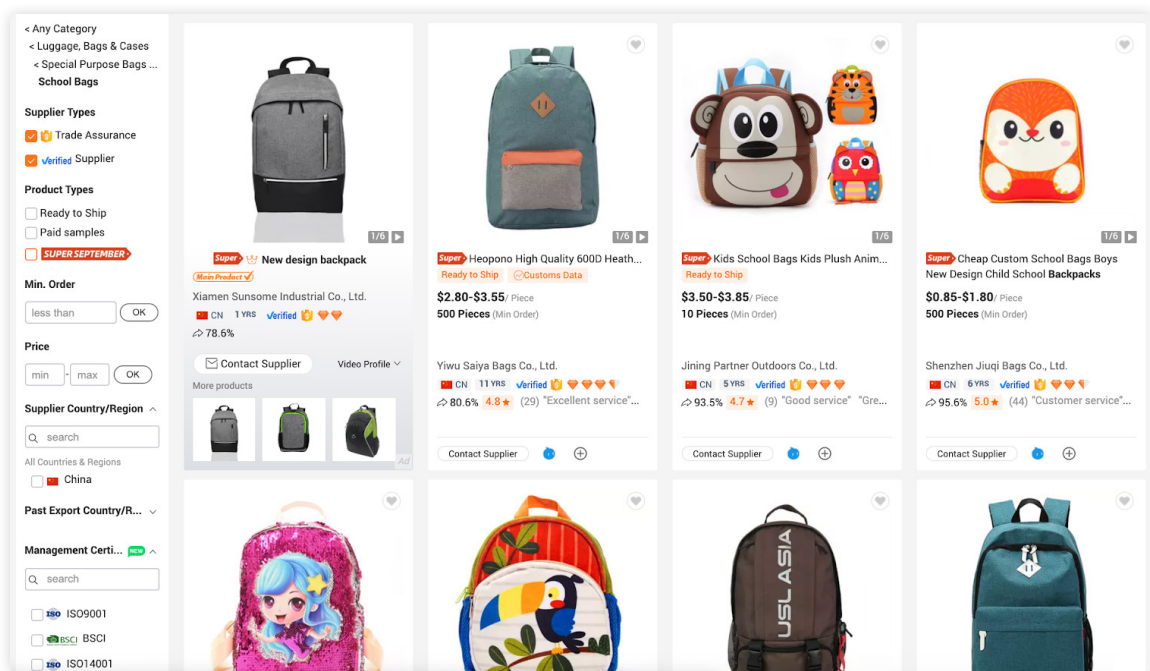 < Any Category
< Luggage, Bags & Cases
< Special Purpose Bags ...
School Bags
Supplier Types
Trade Assurance
Verified Supplier
Product Types
Ready to Ship
Paid samples
SUPER SEPTEMBER
Min. Order
less than
OK
Price
min - max OK
Supplier Country/Region
search
All Countries & Regions
China
Past Export Country/R...
Management Certi... NEW
search
ISO ISO9001
BSCI BSCI
ISO ISO14001
1/6
Super New design backpack
Main Product
Xiamen Sunsome Industrial Co., Ltd.
CN 1 YRS Verified
78.6%
Contact Supplier Video Profile
More products
Ad
1/6
Super Heopono High Quality 600D Heath...
Ready to Ship Customs Data
$2.80-$3.55/ Piece
500 Pieces (Min Order)
Yiwu Saiya Bags Co., Ltd.
CN 11 YRS Verified
80.6% 4.8 (29) "Excellent service"...
Contact Supplier
1/6
Super Kids School Bags Kids Plush Anim...
Ready to Ship
$3.50-$3.85/ Piece
10 Pieces (Min Order)
Jining Partner Outdoors Co., Ltd.
CN 5 YRS Verified
93.5% 4.7 (9) "Good service" "Gre...
Contact Supplier
1/6
Super Cheap Custom School Bags Boys
New Design Child School Backpacks
$0.85-$1.80/ Piece
500 Pieces (Min Order)
Shenzhen Jiuqi Bags Co., Ltd.
CN 6 YRS Verified
95.6% 5.0 (44) "Customer service"...
Contact Supplier
USL ASIA